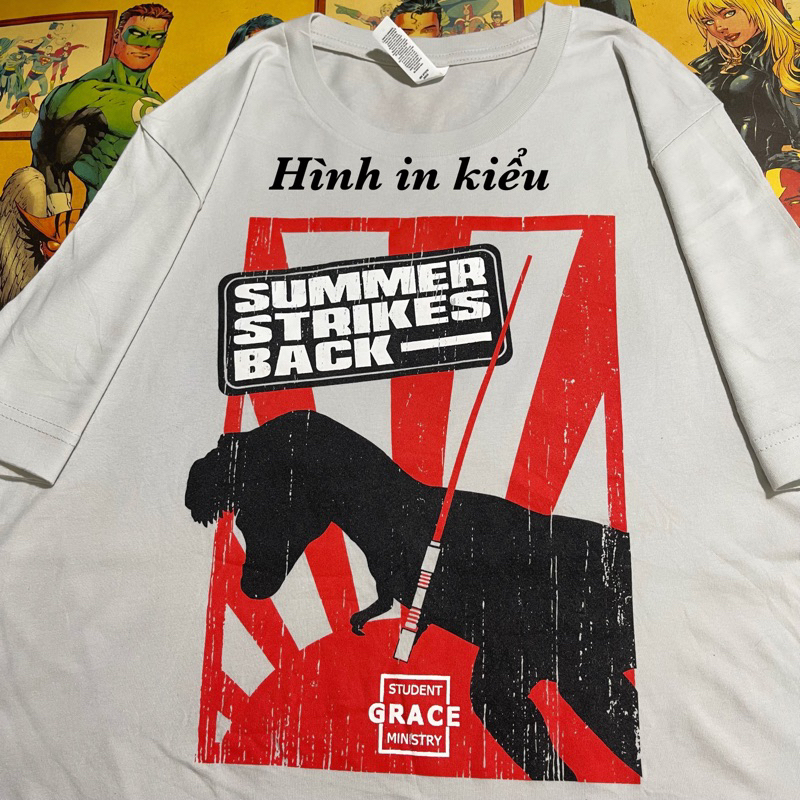 Hình in kiểu
SUMMER
STRIKES
BACK
STUDENT
GRACE
MINISTRY